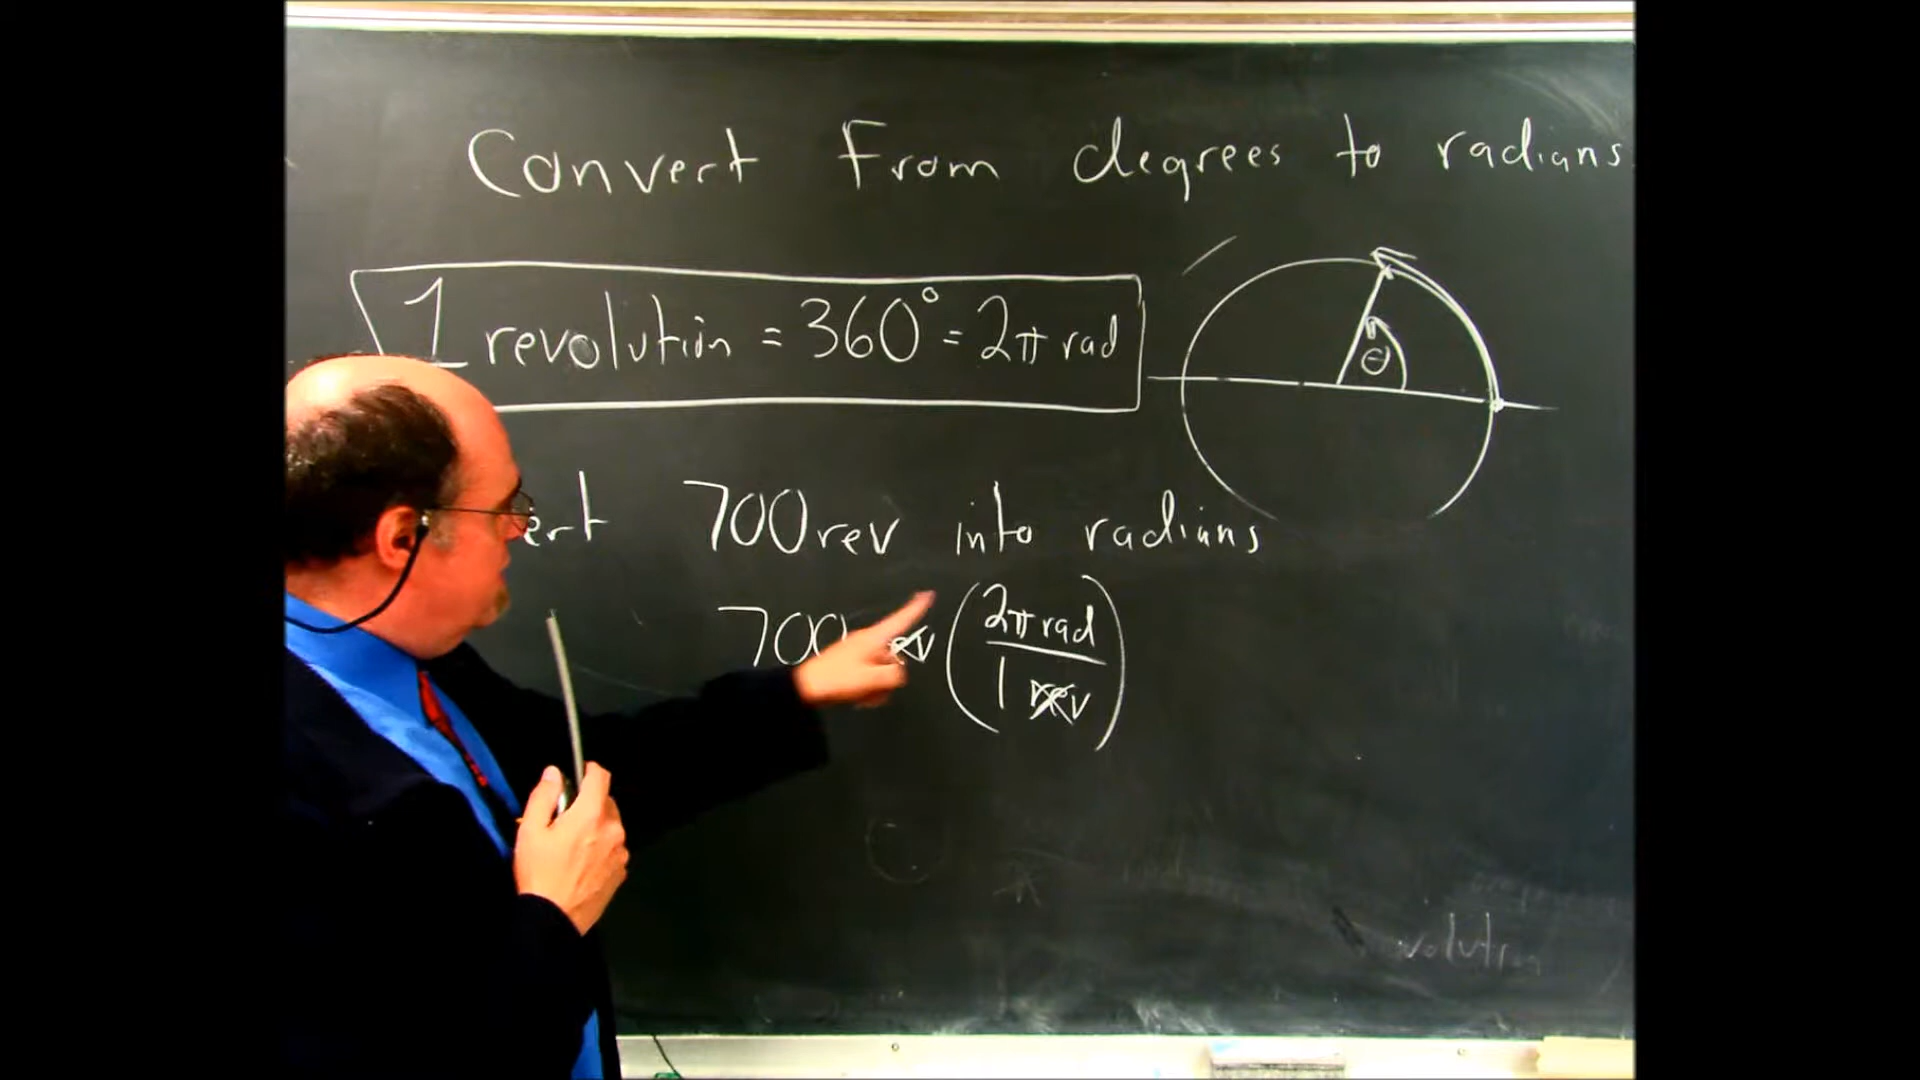 Convert From degrees to radians
1 revolution = 360° = 2π rad
θ
ert 700 rev into radians
700 (2π rad / 1 rev)